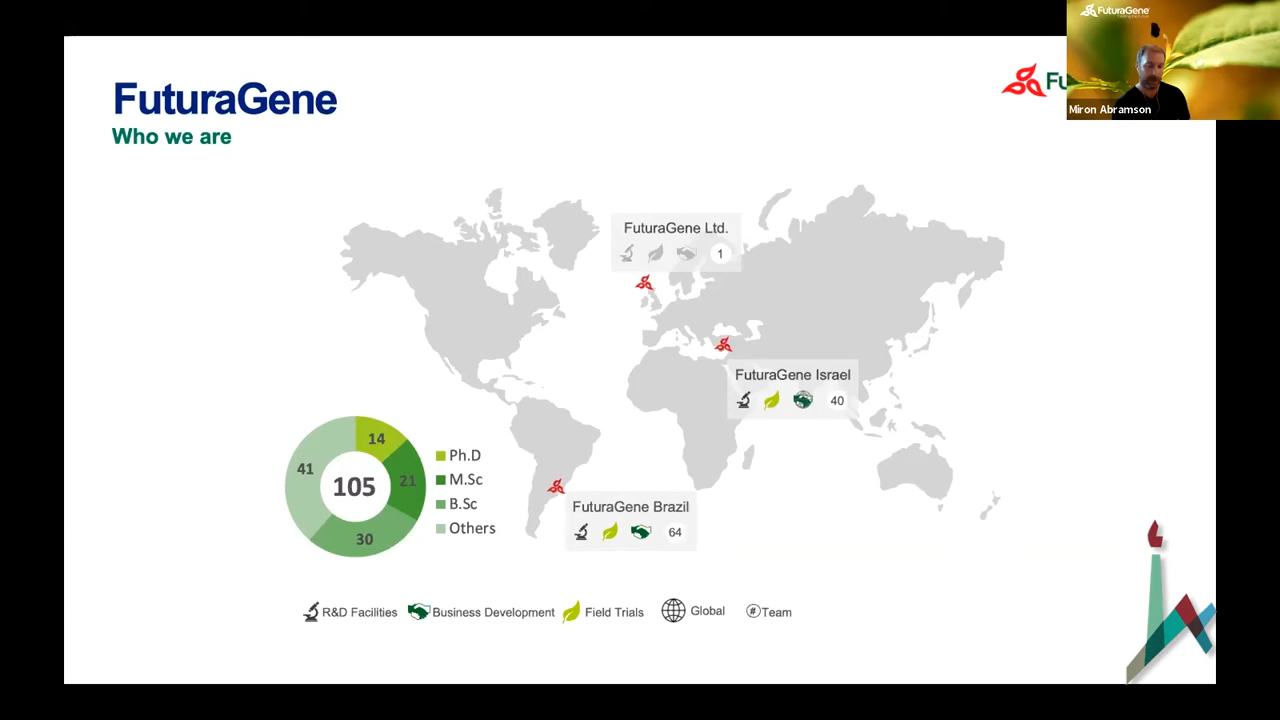 FuturaGene
Who we are
Fu
FuturaGene
Miron Abramson
FuturaGene Ltd.
1
FuturaGene Israel
40
FuturaGene Brazil
64
14
21
30
41
105
Ph.D
M.Sc
B.Sc
Others
R&D Facilities
Business Development
Field Trials
Global
# Team